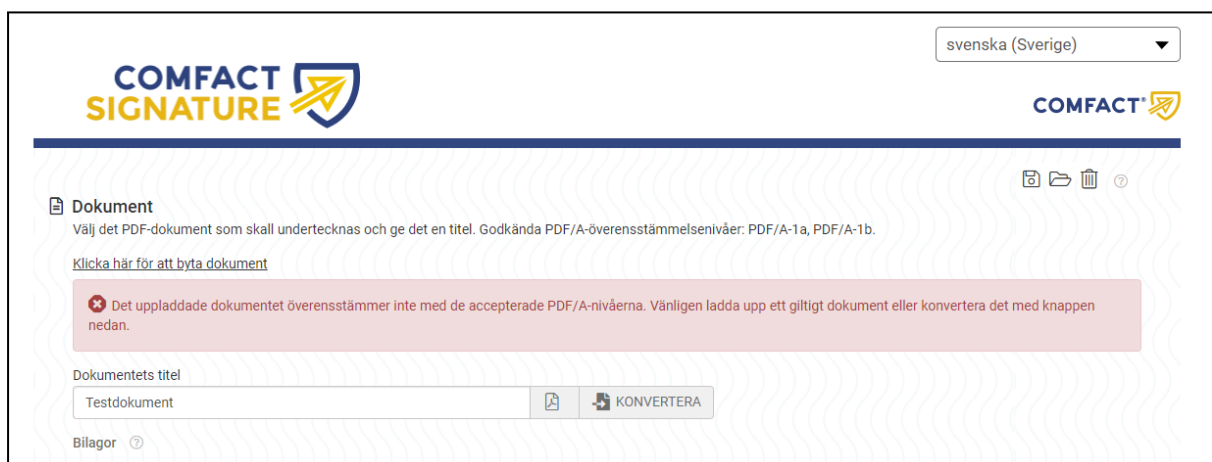 svenska (Sverige)
COMFACT
SIGNATURE
COMFACT®
Dokument
Välj det PDF-dokument som skall undertecknas och ge det en titel. Godkända PDF/A-överensstämmelsenivåer: PDF/A-1a, PDF/A-1b.
Klicka här för att byta dokument
Det uppladdade dokumentet överensstämmer inte med de accepterade PDF/A-nivåerna. Vänligen ladda upp ett giltigt dokument eller konvertera det med knappen
nedan.
Dokumentets titel
Testdokument
KONVERTERA
Bilagor ?